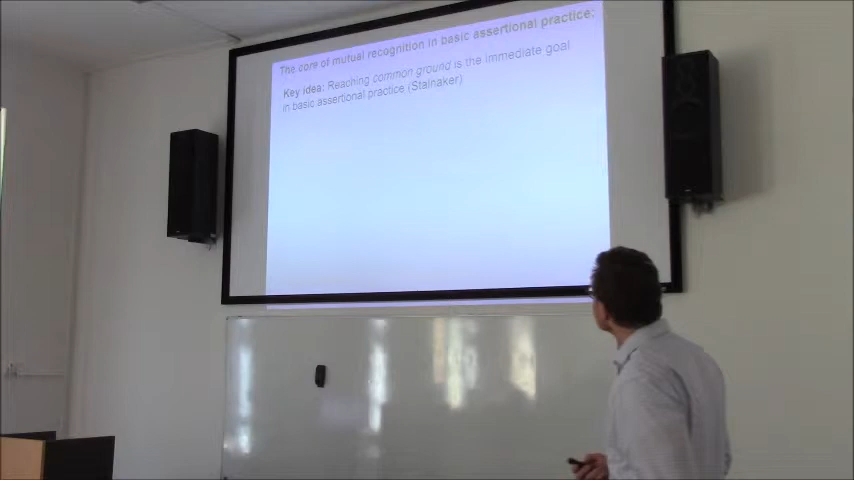 The core of mutual recognition in basic assertional practice:
Key idea: Reaching common ground is the immediate goal
in basic assertional practice (Stalnaker)